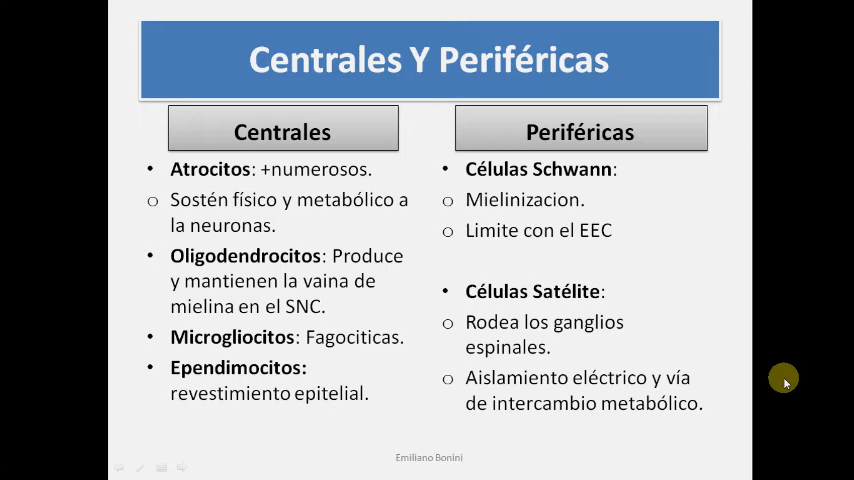 Centrales Y Periféricas
Centrales
• Atrocitos: +numerosos.
o Sostén físico y metabólico a
la neuronas.
• Oligodendrocitos: Produce
y mantienen la vaina de
mielina en el SNC.
• Microgliocitos: Fagociticas.
• Ependimocitos:
revestimiento epitelial.
Periféricas
• Células Schwann:
o Mielinizacion.
o Limite con el EEC
• Células Satélite:
o Rodea los ganglios
espinales.
o Aislamiento eléctrico y vía
de intercambio metabólico.
Emiliano Bonini